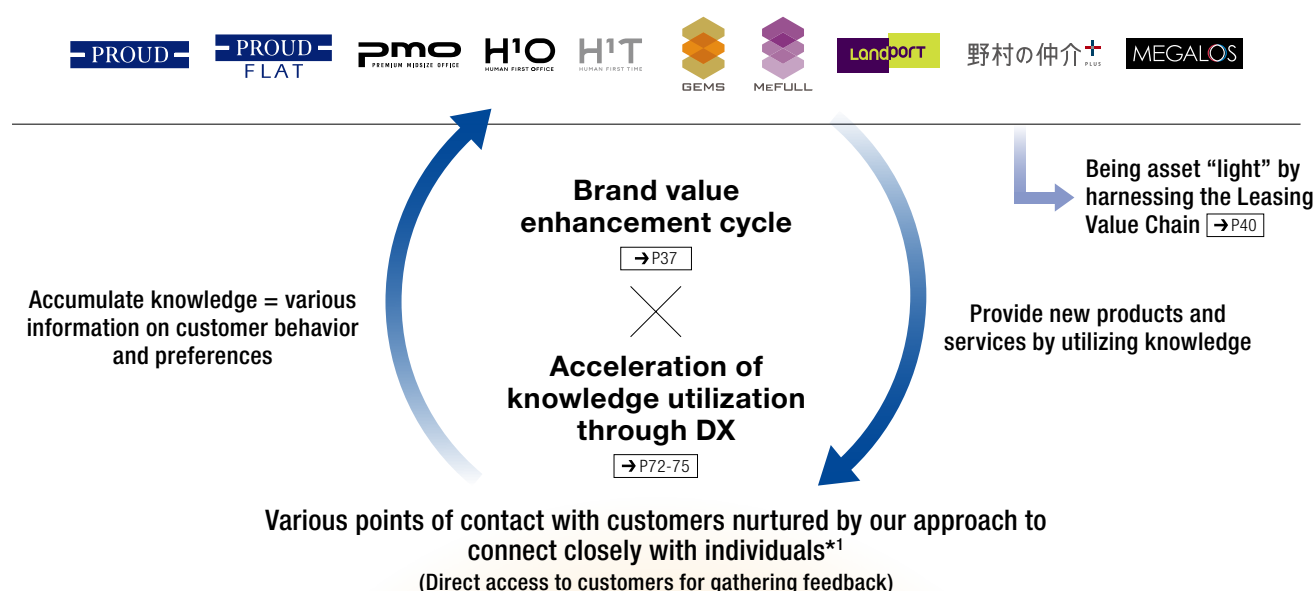 PROUD
PROUD
FLAT
PMO
PREMIUM MIDSIZE OFFICE
H¹O
HUMAN FIRST OFFICE
H¹T
HUMAN FIRST TIME
GEMS
MEFULL
Landport
野村の仲介+
PLUS
MEGALOS
Brand value
enhancement cycle
→P37
Being asset “light” by
harnessing the Leasing
Value Chain →P40
Accumulate knowledge = various
information on customer behavior
and preferences
Provide new products and
services by utilizing knowledge
Acceleration of
knowledge utilization
through DX
→P72-75
Various points of contact with customers nurtured by our approach to
connect closely with individuals*1
(Direct access to customers for gathering feedback)